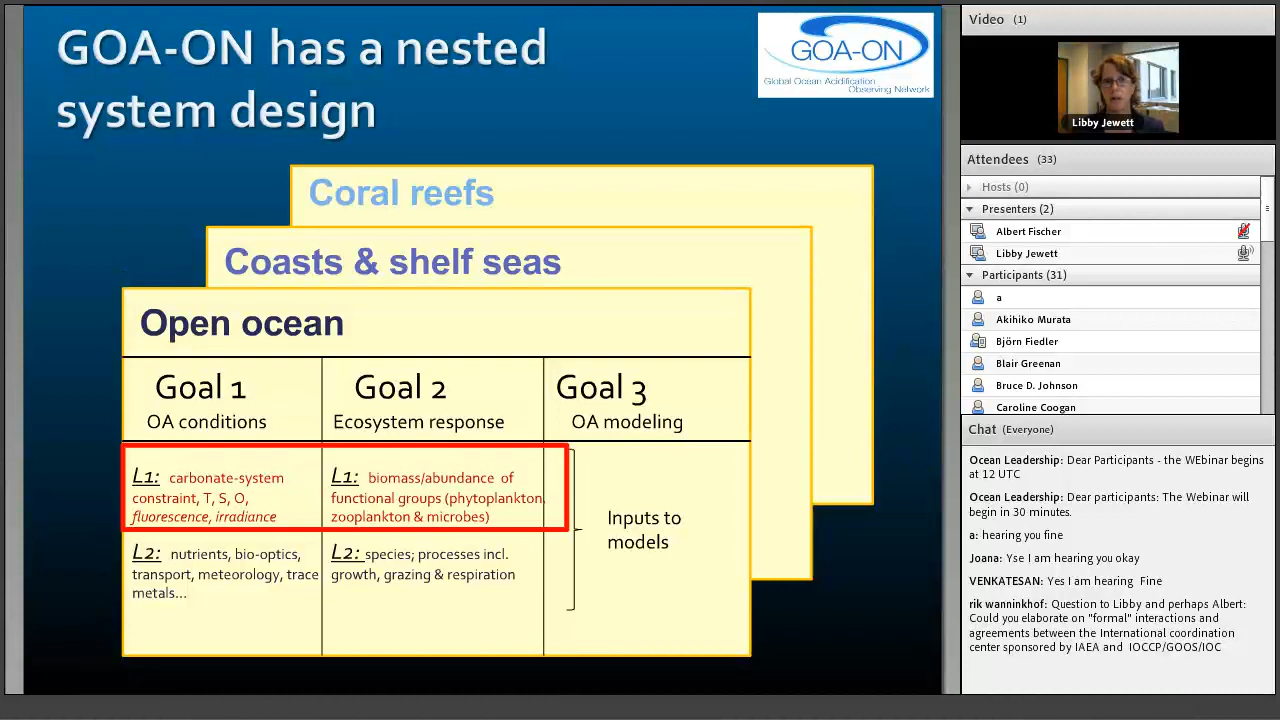 GOA-ON has a nested
system design
GOA-ON
Global Ocean Acidification
Observing Network
Coral reefs
Coasts & shelf seas
Open ocean
Goal 1
OA conditions
Goal 2
Ecosystem response
Goal 3
OA modeling
L1: carbonate-system
constraint, T, S, O,
fluorescence, irradiance
L1: biomass/abundance of
functional groups (phytoplankton,
zooplankton & microbes)
L2: nutrients, bio-optics,
transport, meteorology, trace
metals...
L2: species; processes incl.
growth, grazing & respiration
Inputs to
models
Video (1)
Libby Jewett
Attendees (33)
Hosts (0)
Presenters (2)
Albert Fischer
Libby Jewett
Participants (31)
a
Akihiko Murata
Björn Fiedler
Blair Greenan
Bruce D. Johnson
Caroline Coogan
Chat (Everyone)
Ocean Leadership: Dear Participants - the WEbinar begins
at 12 UTC
Ocean Leadership: Dear participants: The Webinar will
begin in 30 minutes.
a: hearing you fine
Joana: Yse I am hearing you okay
VENKATESAN: Yes I am hearing Fine
rik wanninkhof: Question to Libby and perhaps Albert:
Could you elaborate on "formal" interactions and
agreements between the International coordination
center sponsored by IAEA and IOCCP/GOOS/IOC